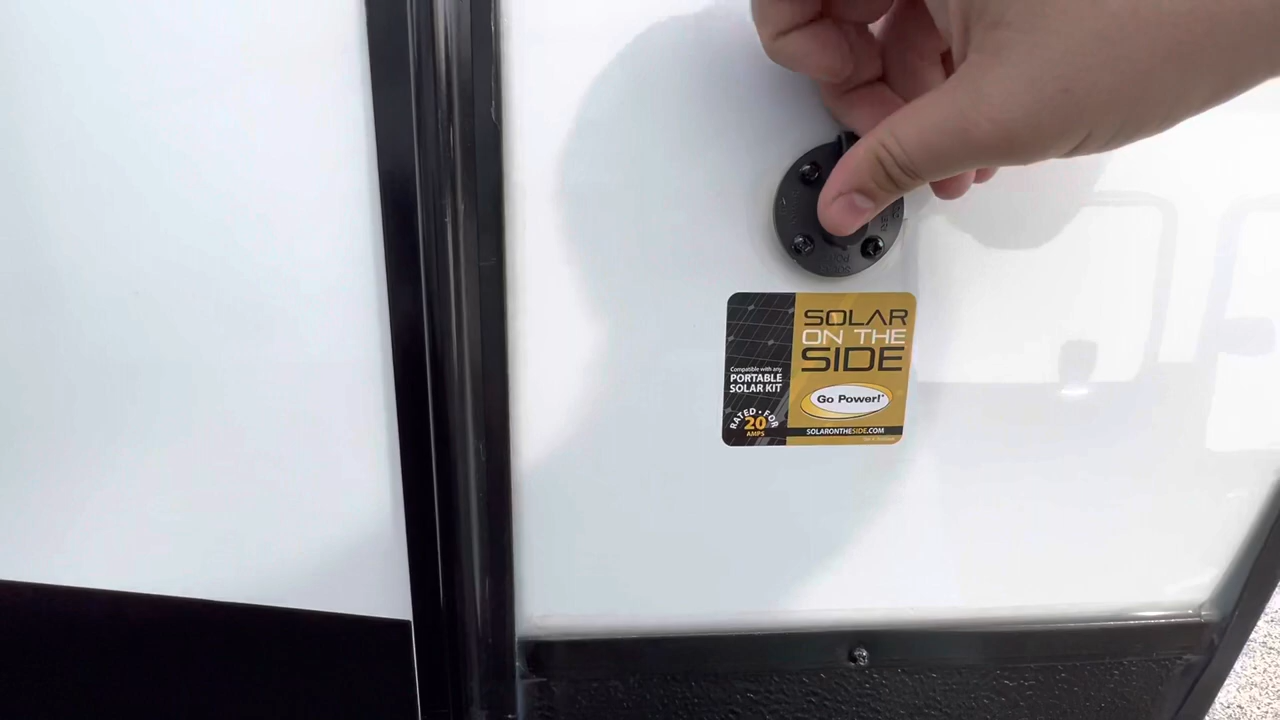 SOLAR
ON THE
SIDE
Compatible with any
PORTABLE
SOLAR KIT
Go Power!
RATED • FOR
20
AMPS
SOLARONTHESIDE.COM